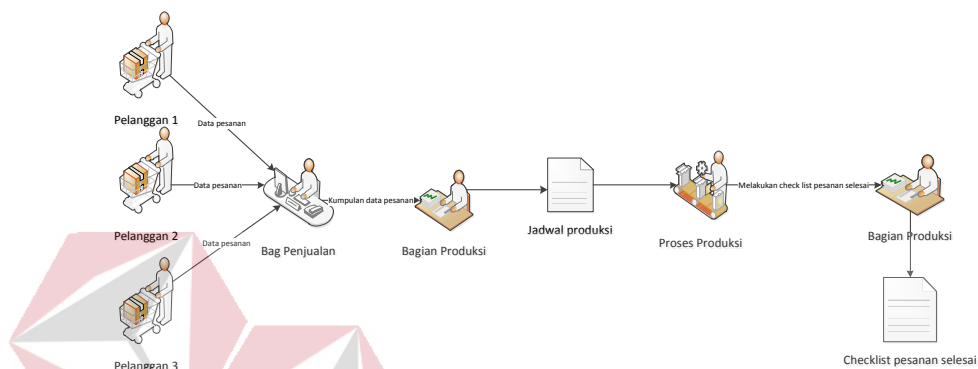 Pelanggan 1
Data pesanan
Pelanggan 2
Data pesanan
Pelanggan 3
Data pesanan
Bag Penjualan
Kumpulan data pesanan
Bagian Produksi
Jadwal produksi
Proses Produksi
Melakukan check list pesanan selesai
Bagian Produksi
Checklist pesanan selesai